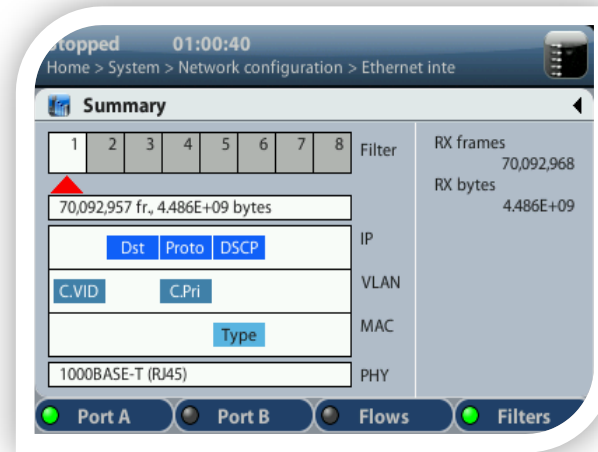 Stopped 01:00:40
Home > System > Network configuration > Ethernet inte
Summary
1 2 3 4 5 6 7 8 Filter
70,092,957 fr., 4.486E+09 bytes
Dst Proto DSCP IP
C.VID C.Pri VLAN
Type MAC
1000BASE-T (RJ45) PHY
RX frames
70,092,968
RX bytes
4.486E+09
Port A Port B Flows Filters